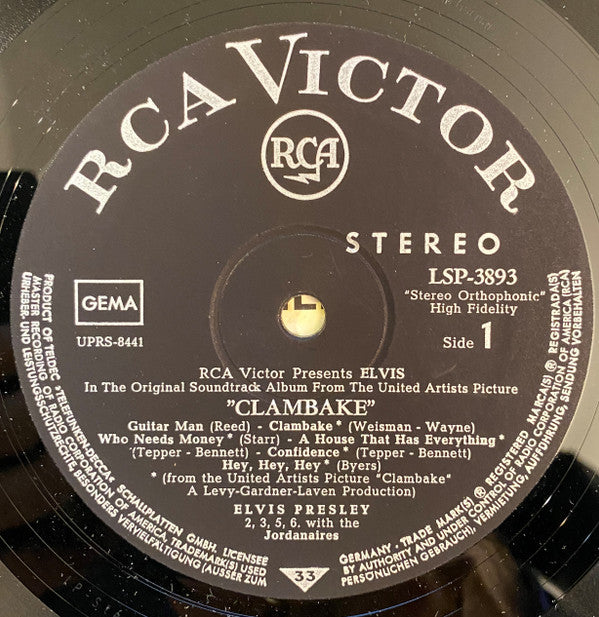 RCA VICTOR
RCA
STEREO
LSP-3893
"Stereo Orthophonic"
High Fidelity
GEMA
UPRS-8441
Side 1
RCA Victor Presents ELVIS
In The Original Soundtrack Album From The United Artists Picture
"CLAMBAKE"
Guitar Man (Reed) - Clambake * (Weisman - Wayne)
Who Needs Money * (Starr) - A House That Has Everything *
(Tepper - Bennett) - Confidence * (Tepper - Bennett)
Hey, Hey, Hey * (Byers)
* (from the United Artists Picture "Clambake"
A Levy-Gardner-Laven Production)
ELVIS PRESLEY
2, 3, 5, 6. with the
Jordanaires
33
PRODUCT OF TELDEC »TELEFUNKEN-DECCA« SCHALLPLATTEN GMBH. LICENSEE
MASTER RECORDING OF RADIO CORPORATION OF AMERICA, TRADEMARK(S) USED
URHEBER- UND LEISTUNGSSCHUTZRECHTE, BESONDERS VERVIELFÄLTIGUNG (AUSSER ZUM
GERMANY · TRADE MARK(S) ® REGISTERED MARCA(S) ® REGISTRADA(S)
BY AUTHORITY AND UNDER CONTROL OF RADIO CORPORATION OF AMERICA (RCA)
PERSÖNLICHEN GEBRAUCH), VERMIETUNG, AUFFÜHRUNG, SENDUNG VORBEHALTEN